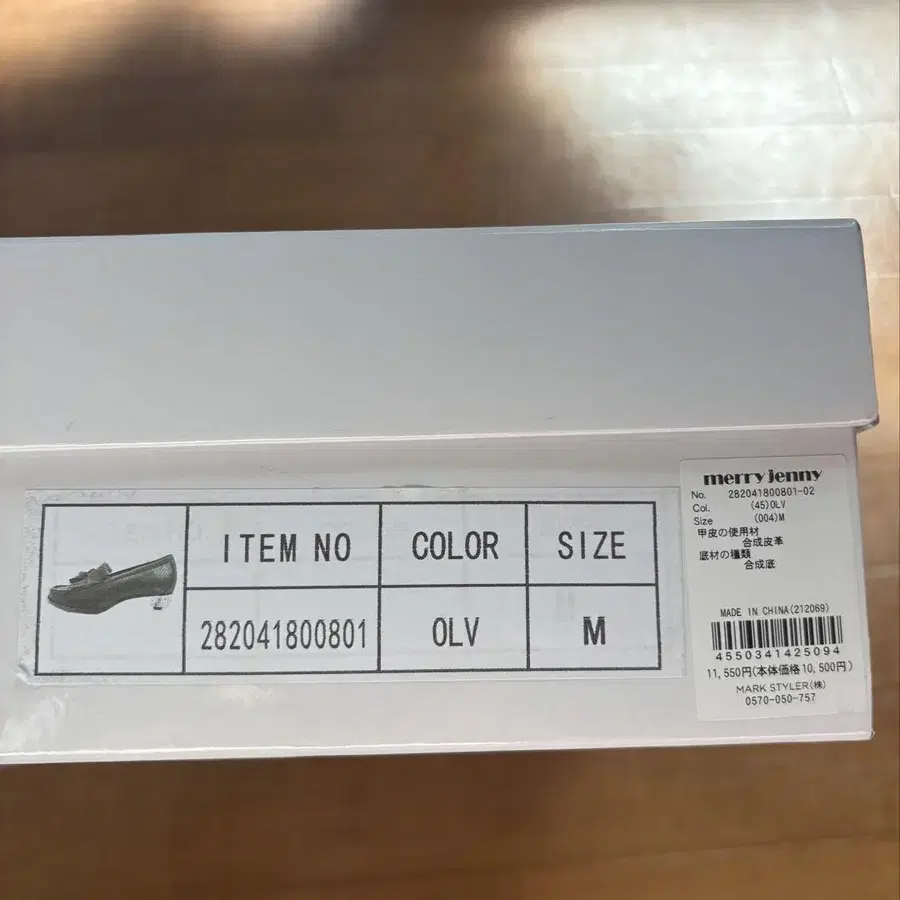 ITEM NO
COLOR
SIZE
282041800801
OLV
M
merry jenny
No. 282041800801-02
Col. (45)OLV
Size (004)M
甲皮の使用材
合成皮革
底材の種類
合成底
MADE IN CHINA(212069)
4550341425094
11,550円(本体価格10,500円)
MARK STYLER(株)
0570-050-757